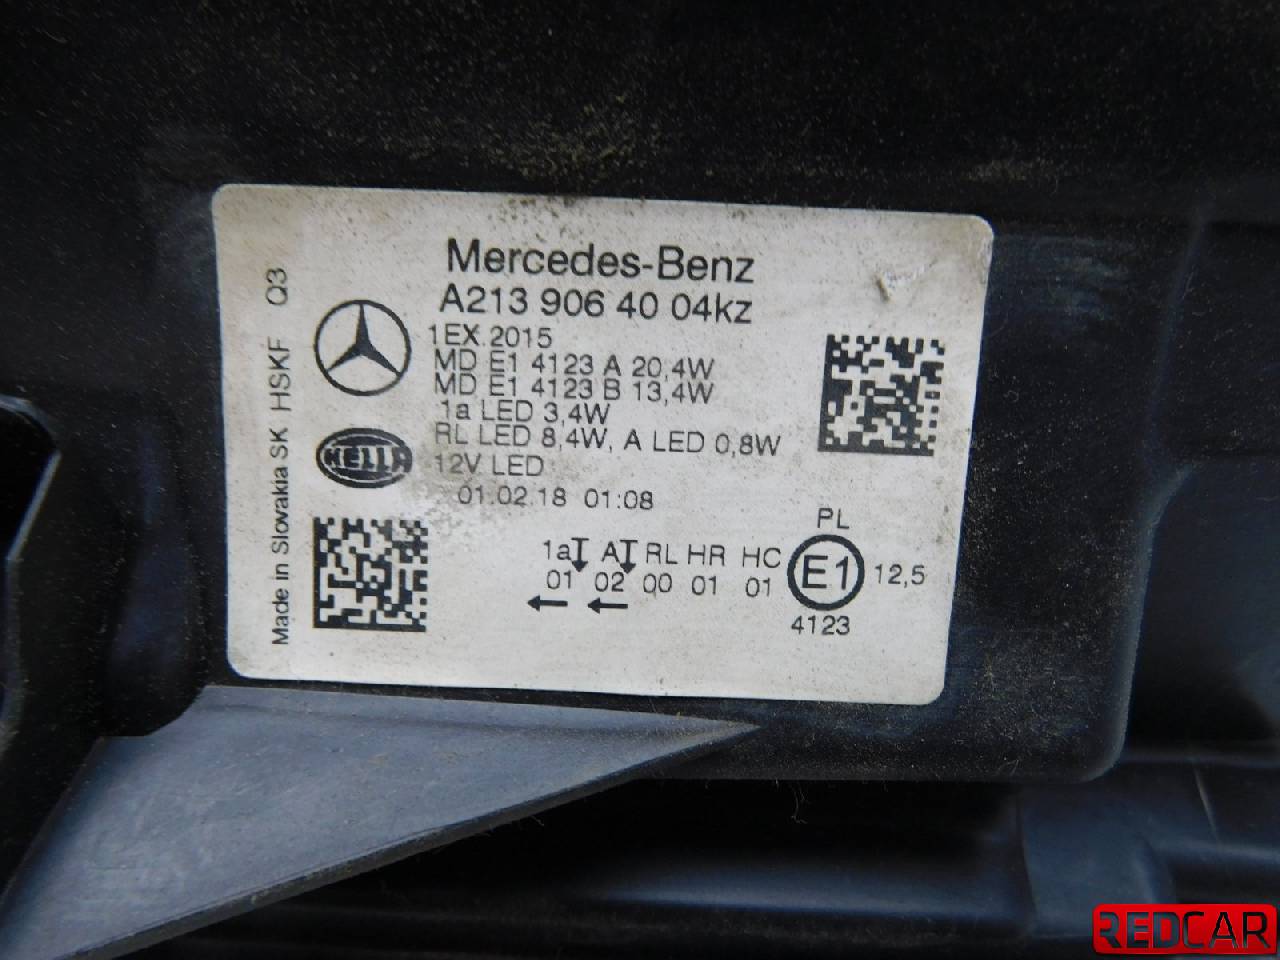 Mercedes-Benz
A213 906 40 04kz
1EX 2015
MD E1 4123 A 20,4W
MD E1 4123 B 13,4W
1a LED 3,4W
RL LED 8,4W, A LED 0,8W
12V LED
01.02.18 01:08
HELLA
Made in Slovakia SK HSKF Q3
PL
1a A RL HR HC E1 12,5
01 02 00 01 01
4123
REDCAR